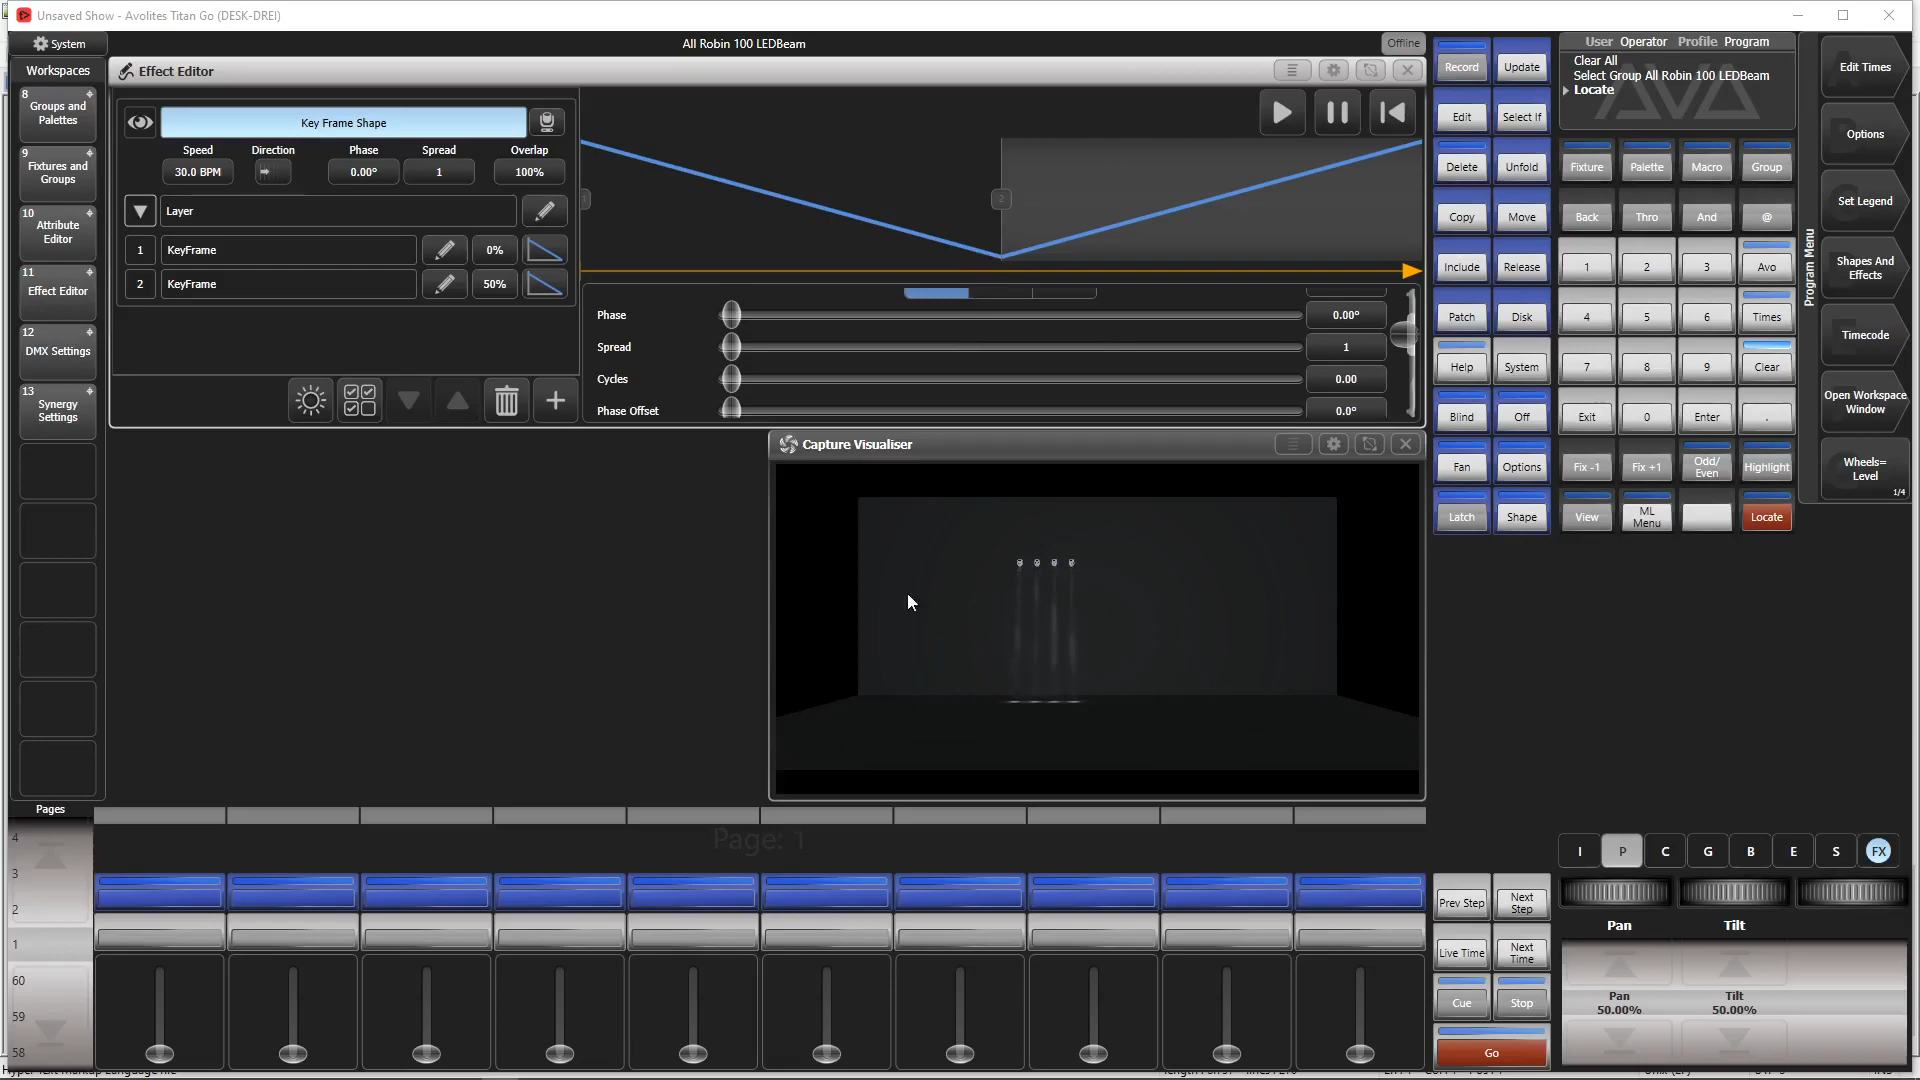 Unsaved Show - Avolites Titan Go (DESK-DREI)
System
All Robin 100 LEDBeam
Offline
Workspaces
8
Groups and
Palettes
9
Fixtures and
Groups
10
Attribute
Editor
11
Effect Editor
12
DMX Settings
13
Synergy
Settings
Effect Editor
Key Frame Shape
Speed
Direction
Phase
Spread
Overlap
30.0 BPM
0.00°
1
100%
Layer
1
KeyFrame
0%
2
KeyFrame
50%
1
2
Phase
0.00°
Spread
1
Cycles
0.00
Phase Offset
0.0°
Capture Visualiser
Record
Update
Edit
Select If
Delete
Unfold
Copy
Move
Include
Release
Patch
Disk
Help
System
Blind
Off
Fan
Options
Latch
Shape
User Operator Profile Program
Clear All
Select Group All Robin 100 LEDBeam
Locate
Fixture
Palette
Macro
Group
Back
Thro
And
@
1
2
3
Avo
4
5
6
Times
7
8
9
Clear
Exit
0
Enter
.
Fix -1
Fix +1
Odd/
Even
Highlight
View
ML
Menu
Locate
Program Menu
Edit Times
Options
Set Legend
Shapes And
Effects
Timecode
Open Workspace
Window
Wheels=
Level
1/4
Pages
4
3
2
1
60
59
58
Page: 1
Prev Step
Next
Step
Live Time
Next
Time
Cue
Stop
Go
I
P
C
G
B
E
S
FX
Pan
Tilt
Pan
50.00%
Tilt
50.00%